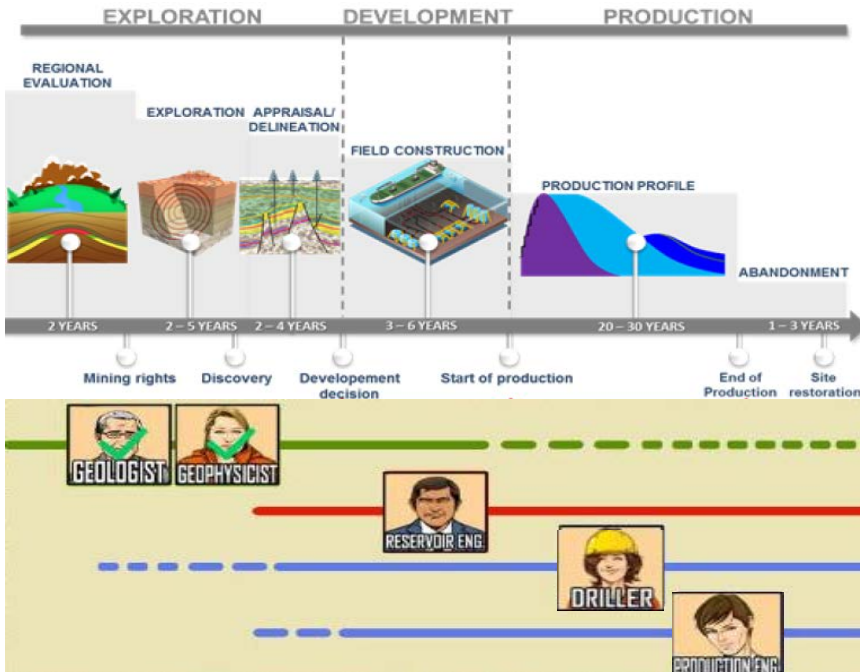 EXPLORATION DEVELOPMENT PRODUCTION
REGIONAL
EVALUATION
EXPLORATION
APPRAISAL/
DELINEATION
FIELD CONSTRUCTION
PRODUCTION PROFILE
ABANDONMENT
2 YEARS 2 – 5 YEARS 2 – 4 YEARS 3 – 6 YEARS 20 – 30 YEARS 1 – 3 YEARS
Mining rights
Discovery
Developement
decision
Start of production
End of
Production
Site
restoration
GEOLOGIST
GEOPHYSICIST
RESERVOIR ENG.
DRILLER
PRODUCTION ENG